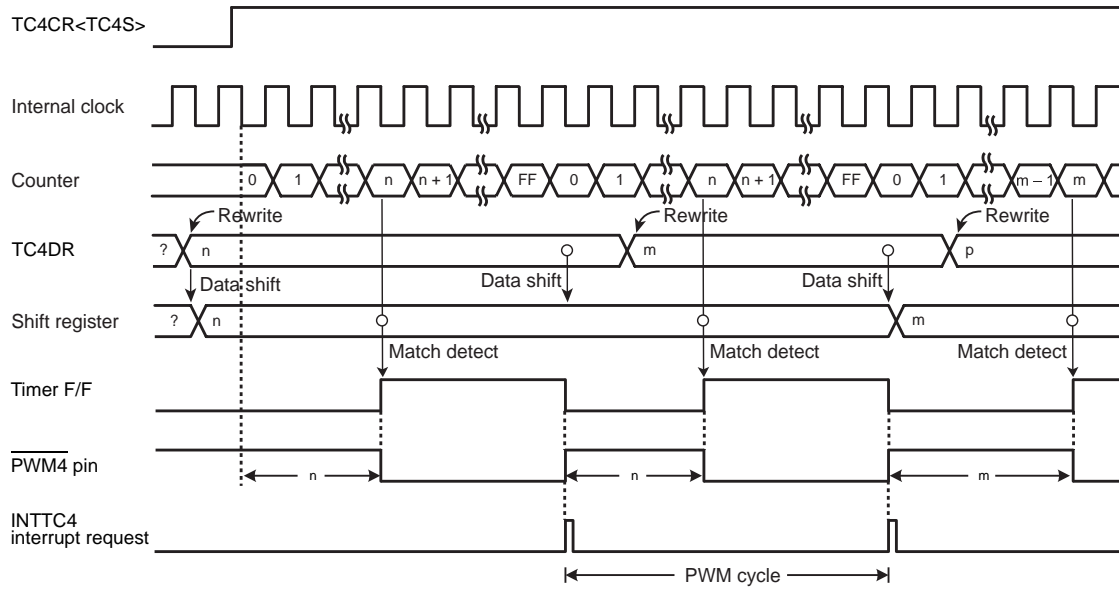 TC4CR<TC4S>
Internal clock
Counter 0 1 n n + 1 FF 0 1 n n + 1 FF 0 1 m – 1 m
Rewrite Rewrite Rewrite
TC4DR ? n m p
Data shift Data shift Data shift
Shift register ? n m
Match detect Match detect Match detect
Timer F/F
PWM4 pin n n m
INTTC4
interrupt request
PWM cycle